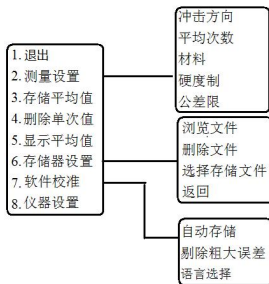 1. 退出
2. 测量设置
3. 存储平均值
4. 删除单次值
5. 显示平均值
6. 存储器设置
7. 软件校准
8. 仪器设置
冲击方向
平均次数
材料
硬度制
公差限
浏览文件
删除文件
选择存储文件
返回
自动存储
剔除粗大误差
语言选择